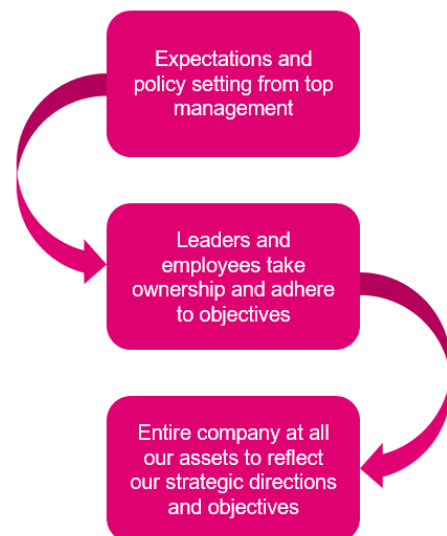 Expectations and
policy setting from top
management
Leaders and
employees take
ownership and adhere
to objectives
Entire company at all
our assets to reflect
our strategic directions
and objectives